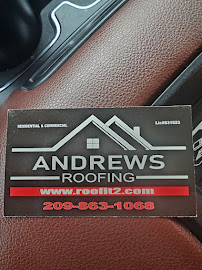 RESIDENTIAL & COMMERCIAL
ANDREWS
ROOFING
www.roofit2.com
209-863-1068